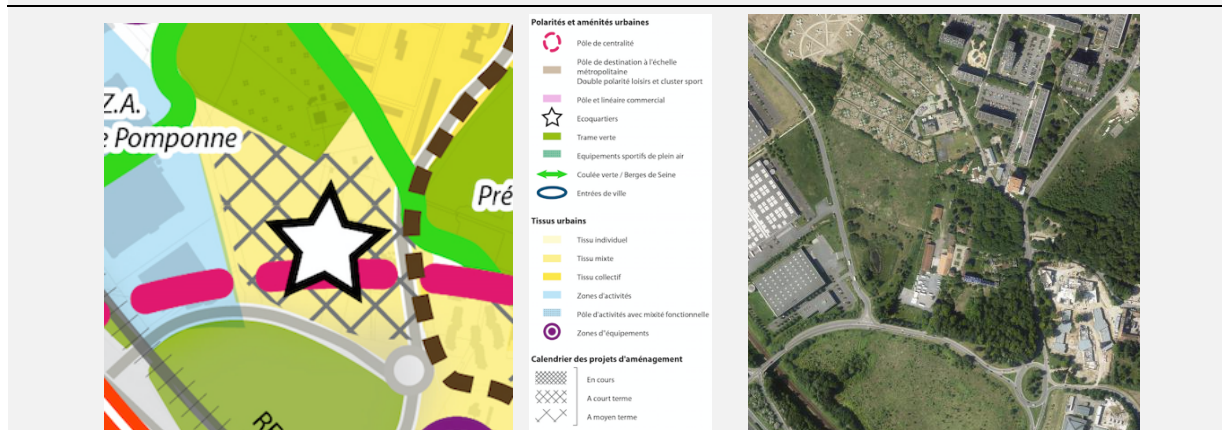 Z.A.
e Pomponne
Pré
RE
Polarités et aménités urbaines
Pôle de centralité
Pôle de destination à l'échelle
métropolitaine
Double polarité loisirs et cluster sport
Pôle et linéaire commercial
Ecoquartiers
Trame verte
Equipements sportifs de plein air
Coulée verte / Berges de Seine
Entrées de ville
Tissus urbains
Tissu individuel
Tissu mixte
Tissu collectif
Zones d'activités
Pôle d'activités avec mixité fonctionnelle
Zones d'équipements
Calendrier des projets d'aménagement
En cours
A court terme
A moyen terme